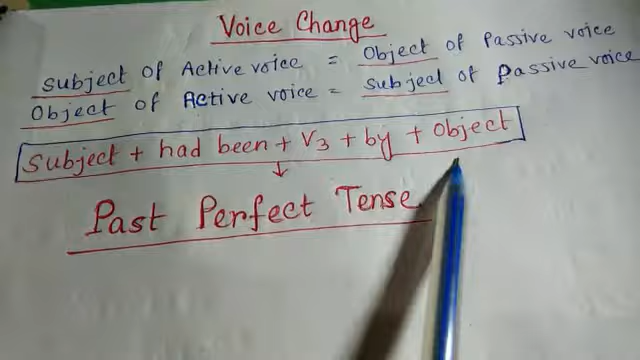 Voice Change
Subject of Active voice = Object of Passive voice
Object of Active voice = Subject of Passive voice
Subject + had been + V3 + by + Object
↓
Past Perfect Tense